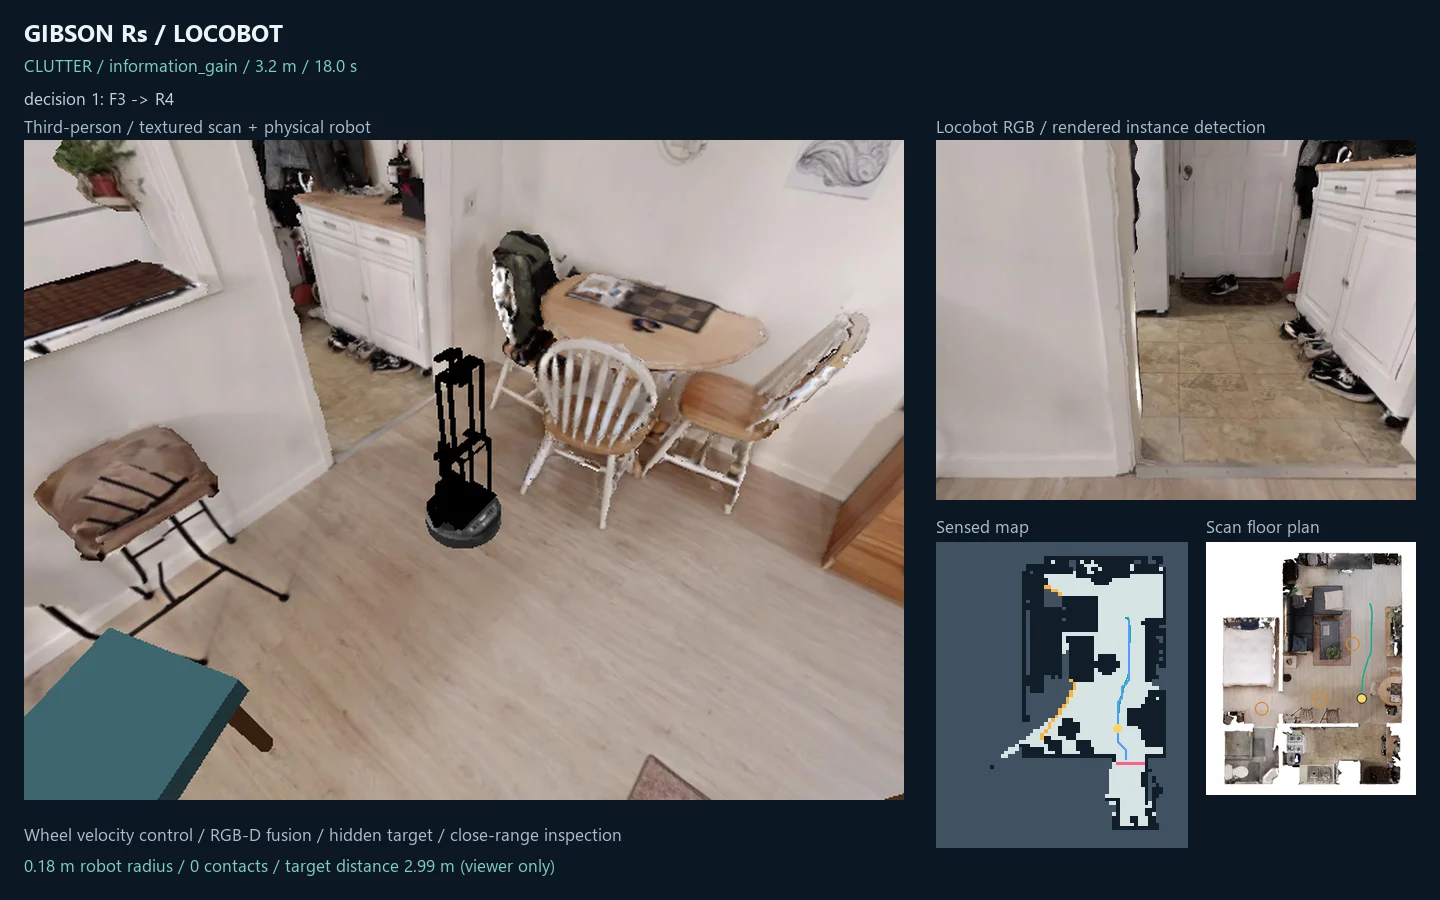 GIBSON Rs / LOCOBOT
CLUTTER / information_gain / 3.2 m / 18.0 s
decision 1: F3 -> R4
Third-person / textured scan + physical robot
Locobot RGB / rendered instance detection
Sensed map
Scan floor plan
Wheel velocity control / RGB-D fusion / hidden target / close-range inspection
0.18 m robot radius / 0 contacts / target distance 2.99 m (viewer only)